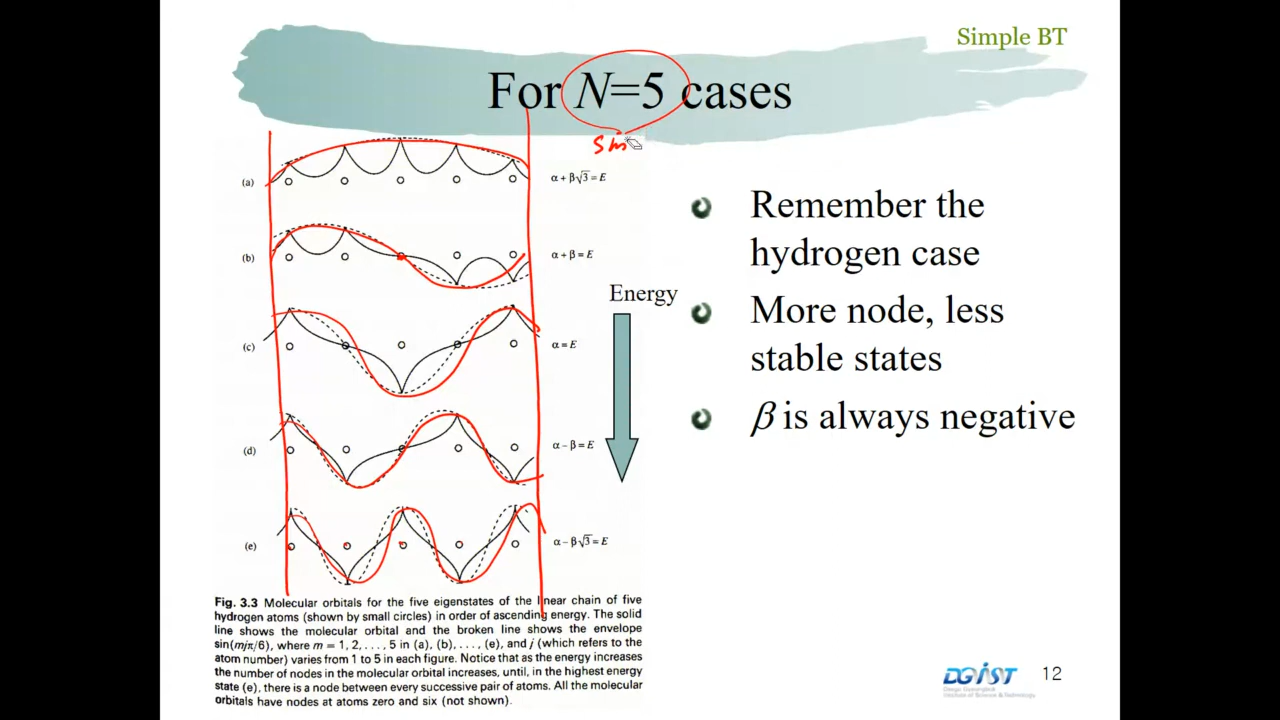 Simple BT
For N=5 cases
Sm
(a)
α + β√3 = E
(b)
α + β = E
(c)
α = E
(d)
α − β = E
(e)
α − β√3 = E
Energy
Remember the
hydrogen case
More node, less
stable states
β is always negative
Fig. 3.3 Molecular orbitals for the five eigenstates of the linear chain of five
hydrogen atoms (shown by small circles) in order of ascending energy. The solid
line shows the molecular orbital and the broken line shows the envelope
sin(mjπ/6), where m = 1, 2, . . . , 5 in (a), (b), . . . , (e), and j (which refers to the
atom number) varies from 1 to 5 in each figure. Notice that as the energy increases
the number of nodes in the molecular orbital increases, until, in the highest energy
state (e), there is a node between every successive pair of atoms. All the molecular
orbitals have nodes at atoms zero and six (not shown).
DGIST
Institute of Science & Technology
12